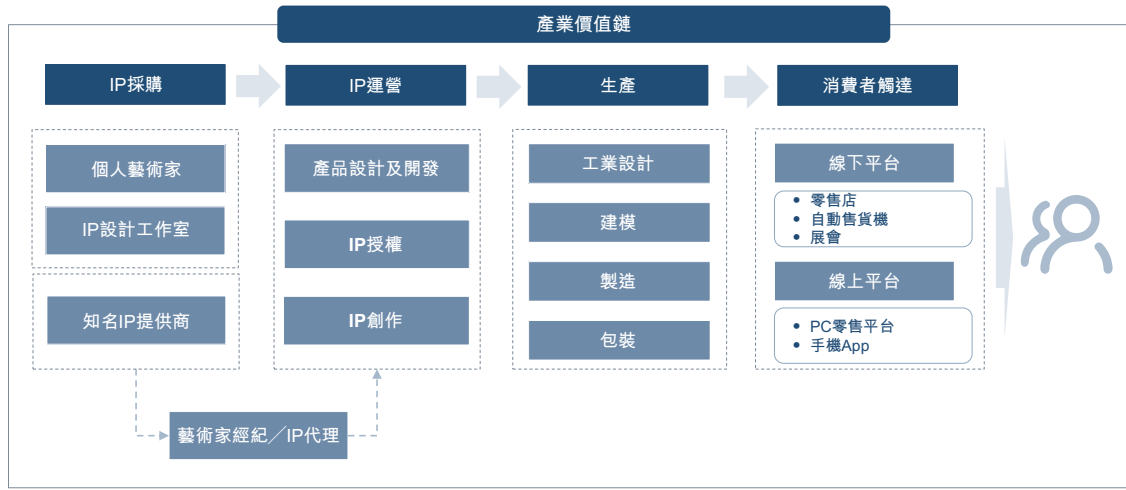 產業價值鏈
IP採購
IP運營
生產
消費者觸達
個人藝術家
IP設計工作室
知名IP提供商
產品設計及開發
IP授權
IP創作
工業設計
建模
製造
包裝
線下平台
• 零售店
• 自動售貨機
• 展會
線上平台
• PC零售平台
• 手機App
藝術家經紀／IP代理